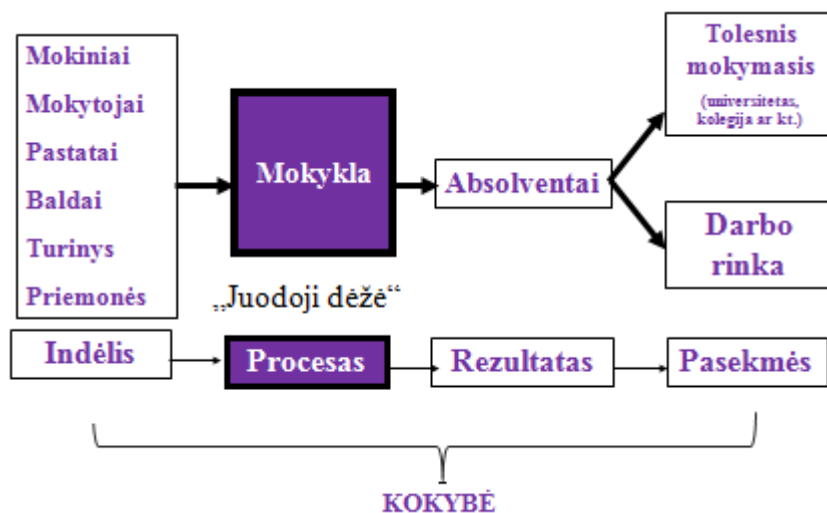 Mokiniai
Mokytojai
Pastatai
Baldai
Turinys
Priemonės
Mokykla
„Juodoji dėžė“
Absolventai
Tolesnis
mokymasis
(universitetas,
kolegija ar kt.)
Darbo
rinka
Indėlis
Procesas
Rezultatas
Pasekmės
KOKYBĖ